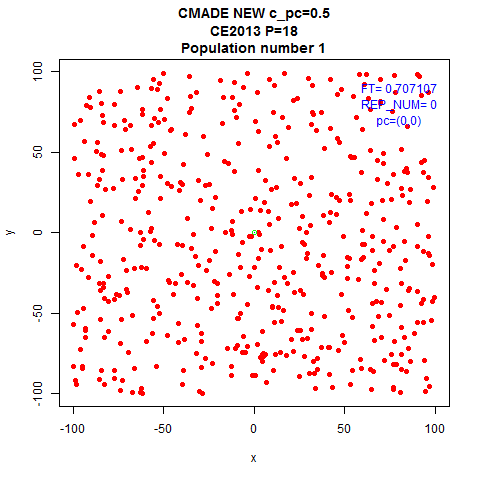 CMADE NEW c_pc=0.5
CE2013 P=18
Population number 1
FT= 0.707107
REP_NUM= 0
pc=(0,0)
100
50
0
-50
-100
y
-100
-50
0
50
100
x